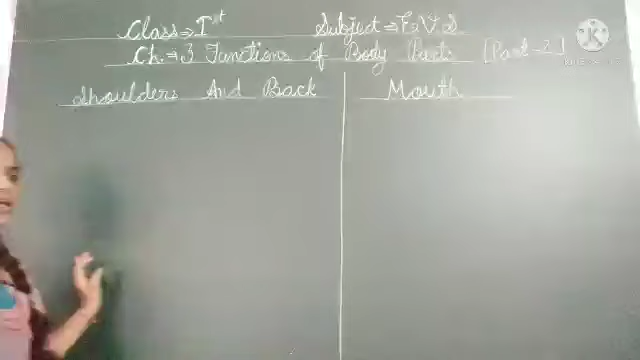 Class⇒ Ist Subject⇒ E.V.S
Ch.⇒3 Functions of Body Parts [Part-2]
Shoulders And Back
Mouth